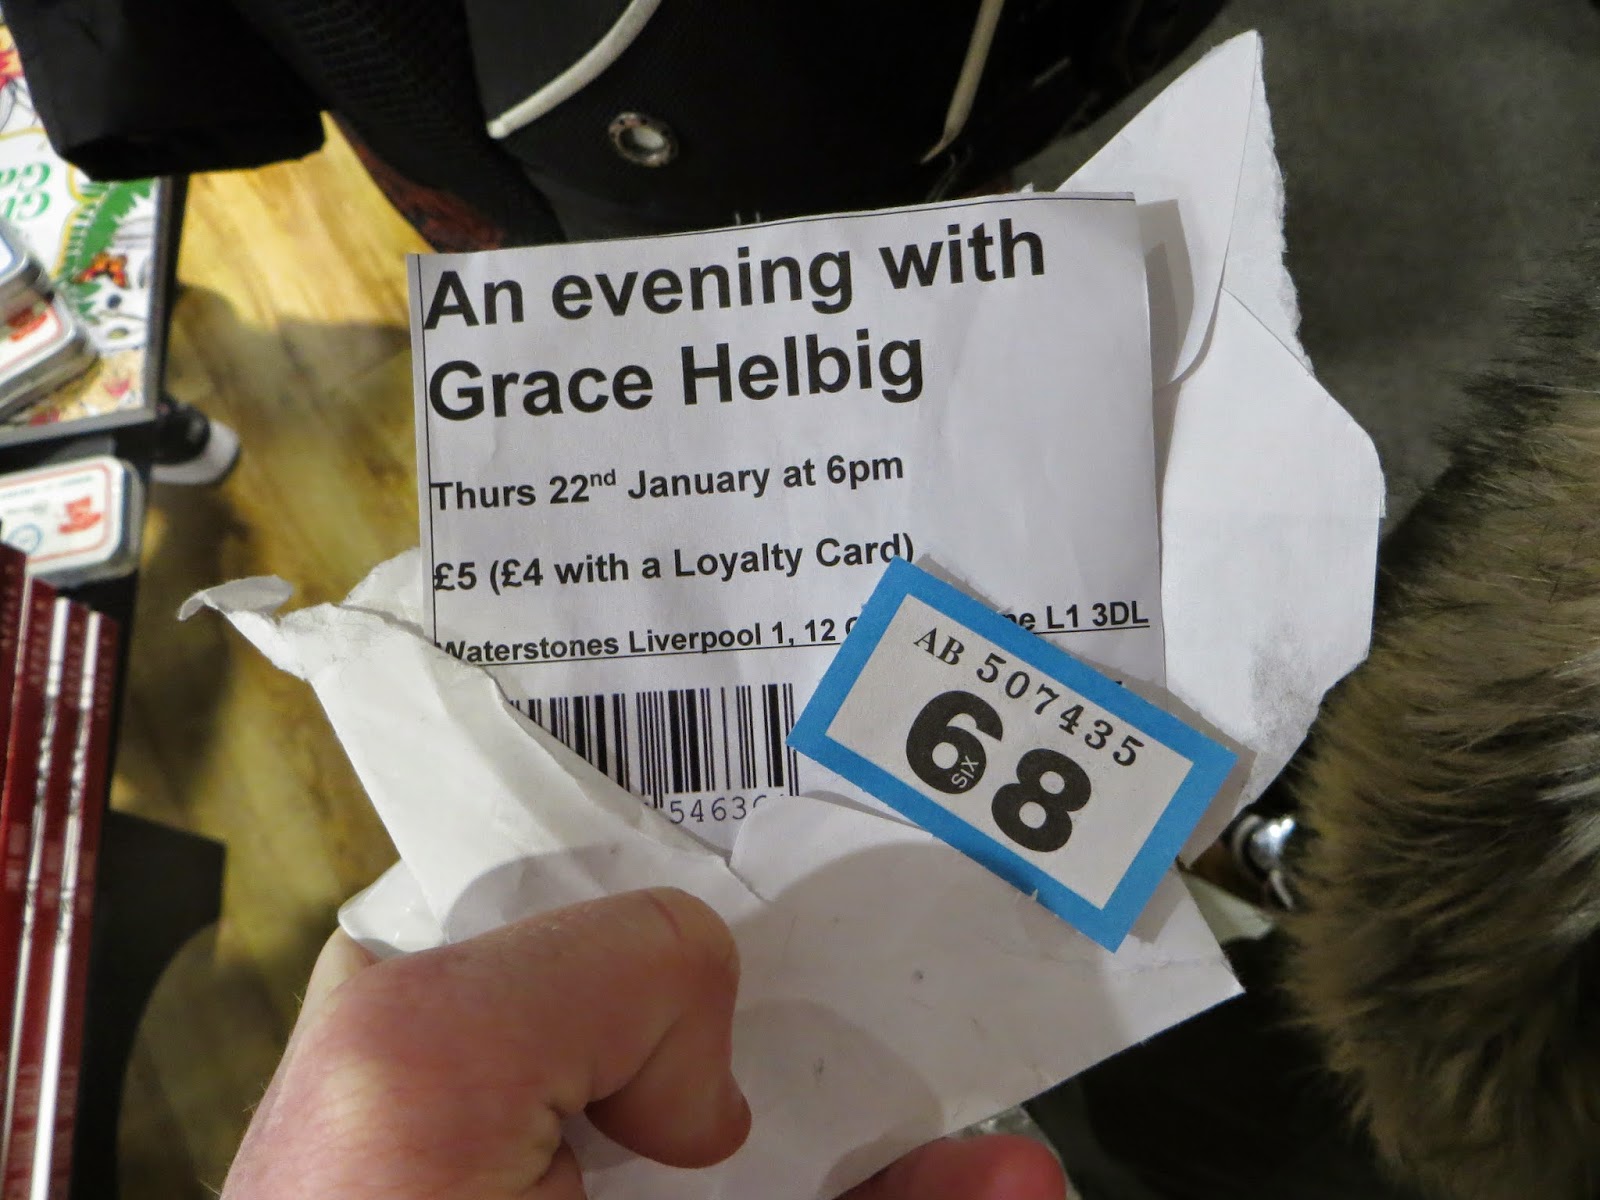 An evening with
Grace Helbig
Thurs 22nd January at 6pm
£5 (£4 with a Loyalty Card)
Waterstones Liverpool 1, 12 L1 3DL
5463
AB 507435
68
six